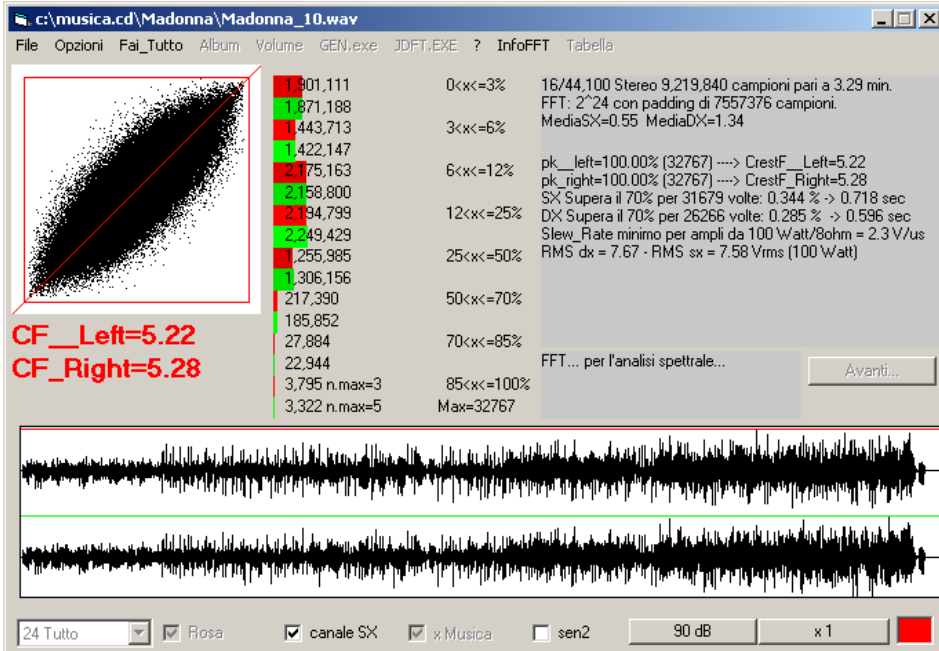 c:\musica.cd\Madonna\Madonna_10.wav
File Opzioni Fai_Tutto Album Volume GEN.exe JDFT.EXE ? InfoFFT Tabella
1,901,111 0<x<=3%
1,871,188
1,443,713 3<x<=6%
1,422,147
2,175,163 6<x<=12%
2,158,800
2,194,799 12<x<=25%
2,249,429
1,255,985 25<x<=50%
1,306,156
217,390 50<x<=70%
185,852
27,884 70<x<=85%
22,944
3,795 n.max=3 85<x<=100%
3,322 n.max=5 Max=32767
16/44,100 Stereo 9,219,840 campioni pari a 3.29 min.
FFT: 2^24 con padding di 7557376 campioni.
MediaSX=0.55 MediaDX=1.34
pk__left=100.00% (32767) ----> CrestF__Left=5.22
pk_right=100.00% (32767) ----> CrestF_Right=5.28
SX Supera il 70% per 31679 volte: 0.344 % -> 0.718 sec
DX Supera il 70% per 26266 volte: 0.285 % -> 0.596 sec
Slew_Rate minimo per ampli da 100 Watt/8ohm = 2.3 V/us
RMS dx = 7.67 - RMS sx = 7.58 Vrms (100 Watt)
CF__Left=5.22
CF_Right=5.28
FFT... per l'analisi spettrale...
Avanti...
24 Tutto Rosa canale SX x Musica sen2 90 dB x 1